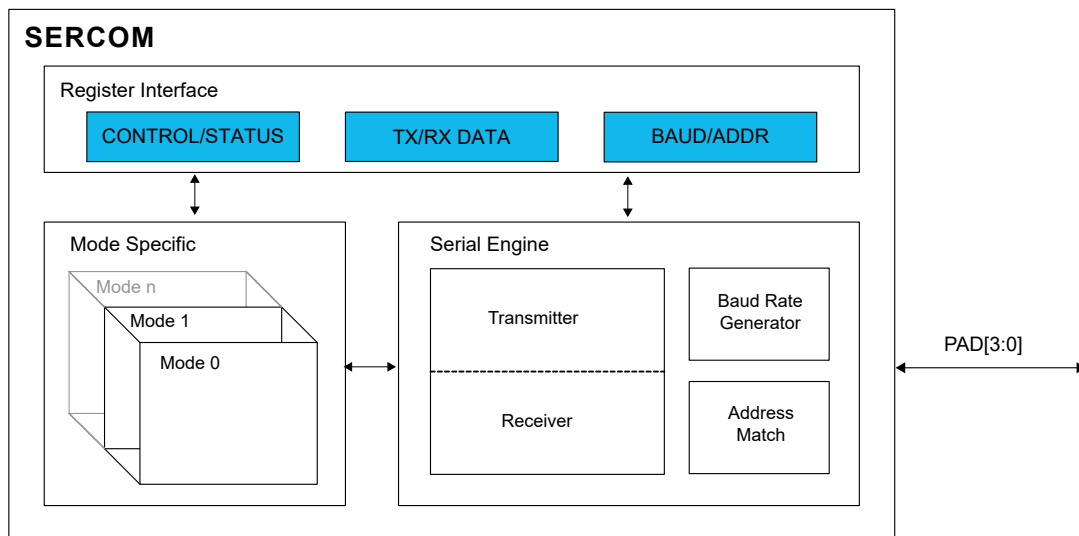 SERCOM
Register Interface
CONTROL/STATUS
TX/RX DATA
BAUD/ADDR
Mode Specific
Mode n
Mode 1
Mode 0
Serial Engine
Transmitter
Receiver
Baud Rate
Generator
Address
Match
PAD[3:0]